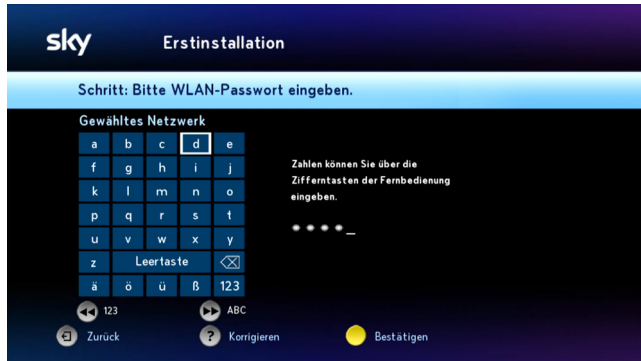 sky Erstinstallation
Schritt: Bitte WLAN-Passwort eingeben.
Gewähltes Netzwerk
a b c d e
f g h i j
k l m n o
p q r s t
u v w x y
z Leertaste
ä ö ü ß 123
123 ABC
Zahlen können Sie über die
Zifferntasten der Fernbedienung
eingeben.
Zurück ? Korrigieren Bestätigen